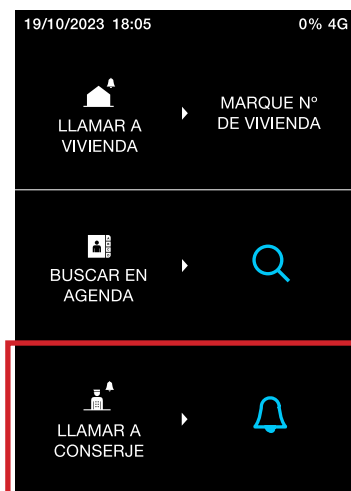 19/10/2023 18:05 0% 4G
LLAMAR A
VIVIENDA
MARQUE Nº
DE VIVIENDA
BUSCAR EN
AGENDA
LLAMAR A
CONSERJE